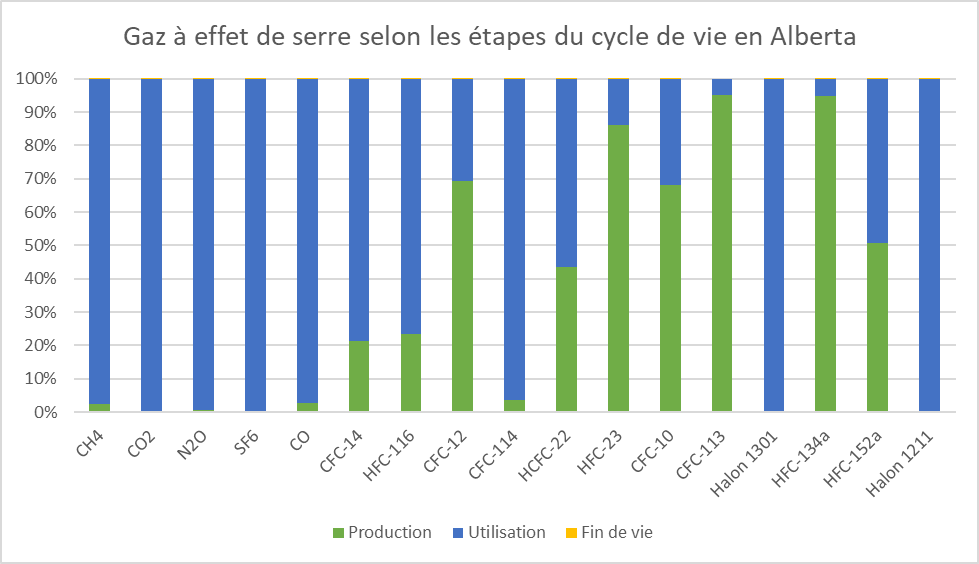 Gaz à effet de serre selon les étapes du cycle de vie en Alberta
100%
90%
80%
70%
60%
50%
40%
30%
20%
10%
0%
CH4
CO2
N2O
SF6
CO
CFC-14
HFC-116
CFC-12
CFC-114
HCFC-22
HFC-23
CFC-10
CFC-113
Halon 1301
HFC-134a
HFC-152a
Halon 1211
Production Utilisation Fin de vie